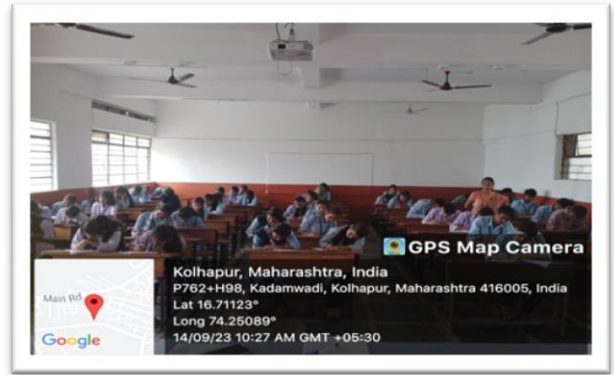 GPS Map Camera
Kolhapur, Maharashtra, India
P762+H98, Kadamwadi, Kolhapur, Maharashtra 416005, India
Lat 16.71123°
Long 74.25089°
14/09/23 10:27 AM GMT +05:30
Main Rd
Google